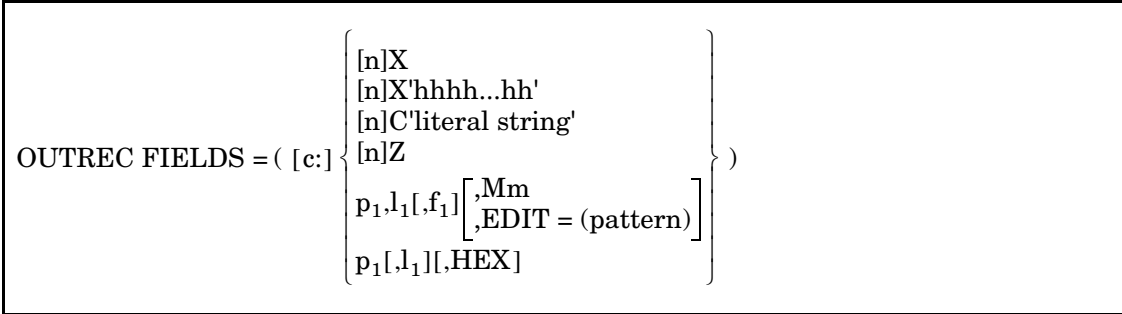 [n]X
[n]X'hhhh...hh'
[n]C'literal string'
OUTREC FIELDS = ( [c:] [n]Z )
p₁,l₁[,f₁] ,Mm
,EDIT = (pattern)
p₁[,l₁][,HEX]